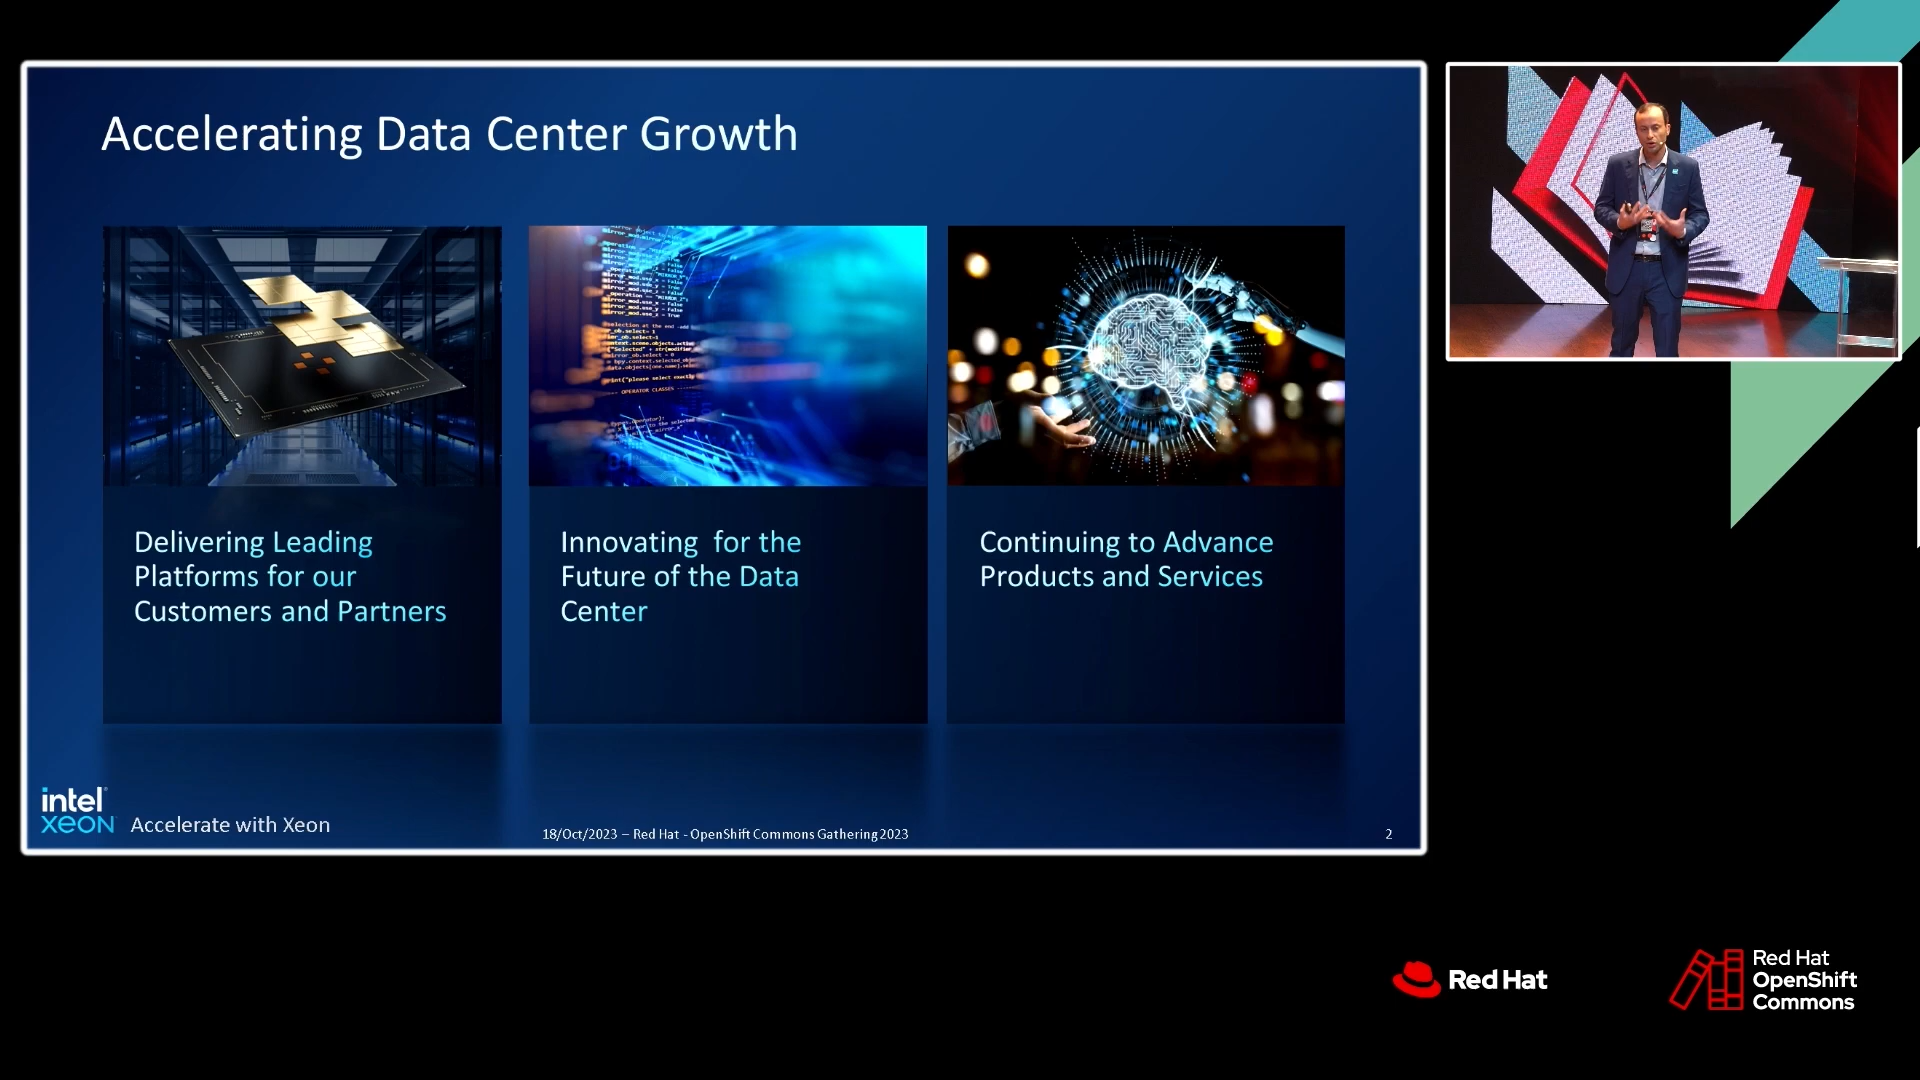 Accelerating Data Center Growth
Delivering Leading
Platforms for our
Customers and Partners
Innovating  for the
Future of the Data
Center
Continuing to Advance
Products and Services
intel
xeon
Accelerate with Xeon
18/Oct/2023 – Red Hat - OpenShift Commons Gathering 2023
2
Red Hat
Red Hat
OpenShift
Commons